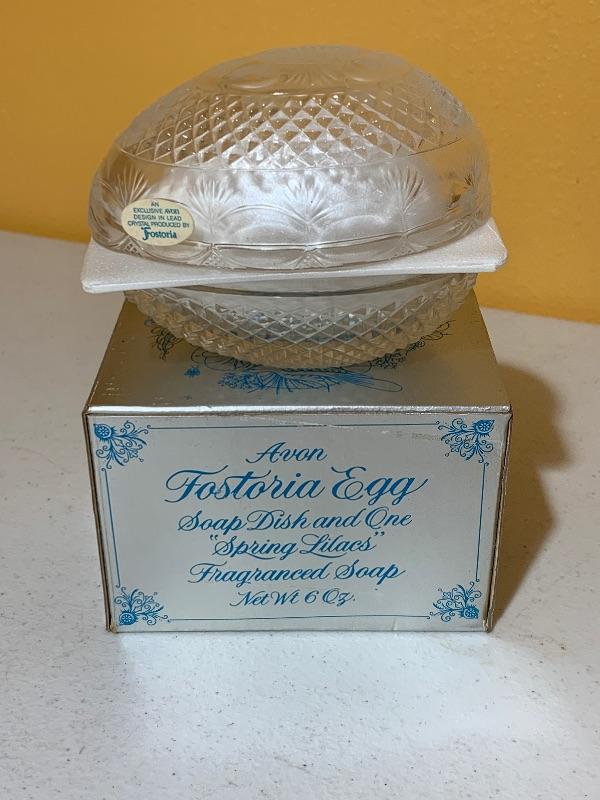 AN
EXCLUSIVE AVON
DESIGN IN LEAD
CRYSTAL PRODUCED BY
Fostoria
Avon
Fostoria Egg
Soap Dish and One
"Spring Lilacs"
Fragranced Soap
Net Wt 6 Oz.